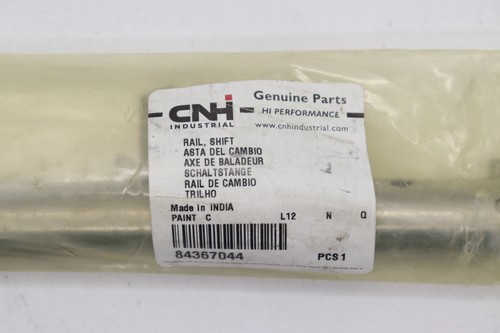 CNH
INDUSTRIAL
Genuine Parts
HI PERFORMANCE
www.cnhindustrial.com
RAIL, SHIFT
ASTA DEL CAMBIO
AXE DE BALADEUR
SCHALTSTANGE
RAIL DE CAMBIO
TRILHO
Made in INDIA
PAINT C L12 N Q
84367044 PCS 1